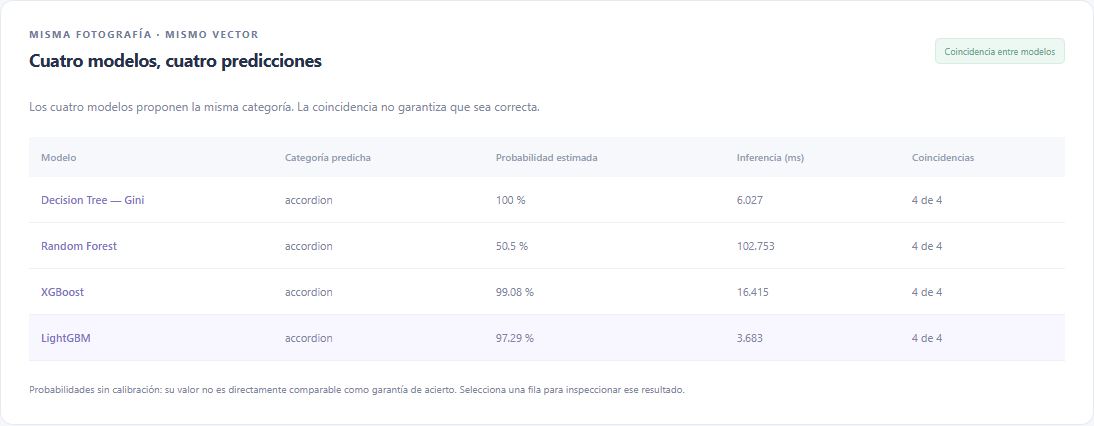 MISMA FOTOGRAFÍA · MISMO VECTOR
Cuatro modelos, cuatro predicciones
Coincidencia entre modelos
Los cuatro modelos proponen la misma categoría. La coincidencia no garantiza que sea correcta.
Modelo Categoría predicha Probabilidad estimada Inferencia (ms) Coincidencias
Decision Tree — Gini accordion 100 % 6.027 4 de 4
Random Forest accordion 50.5 % 102.753 4 de 4
XGBoost accordion 99.08 % 16.415 4 de 4
LightGBM accordion 97.29 % 3.683 4 de 4
Probabilidades sin calibración: su valor no es directamente comparable como garantía de acierto. Selecciona una fila para inspeccionar ese resultado.